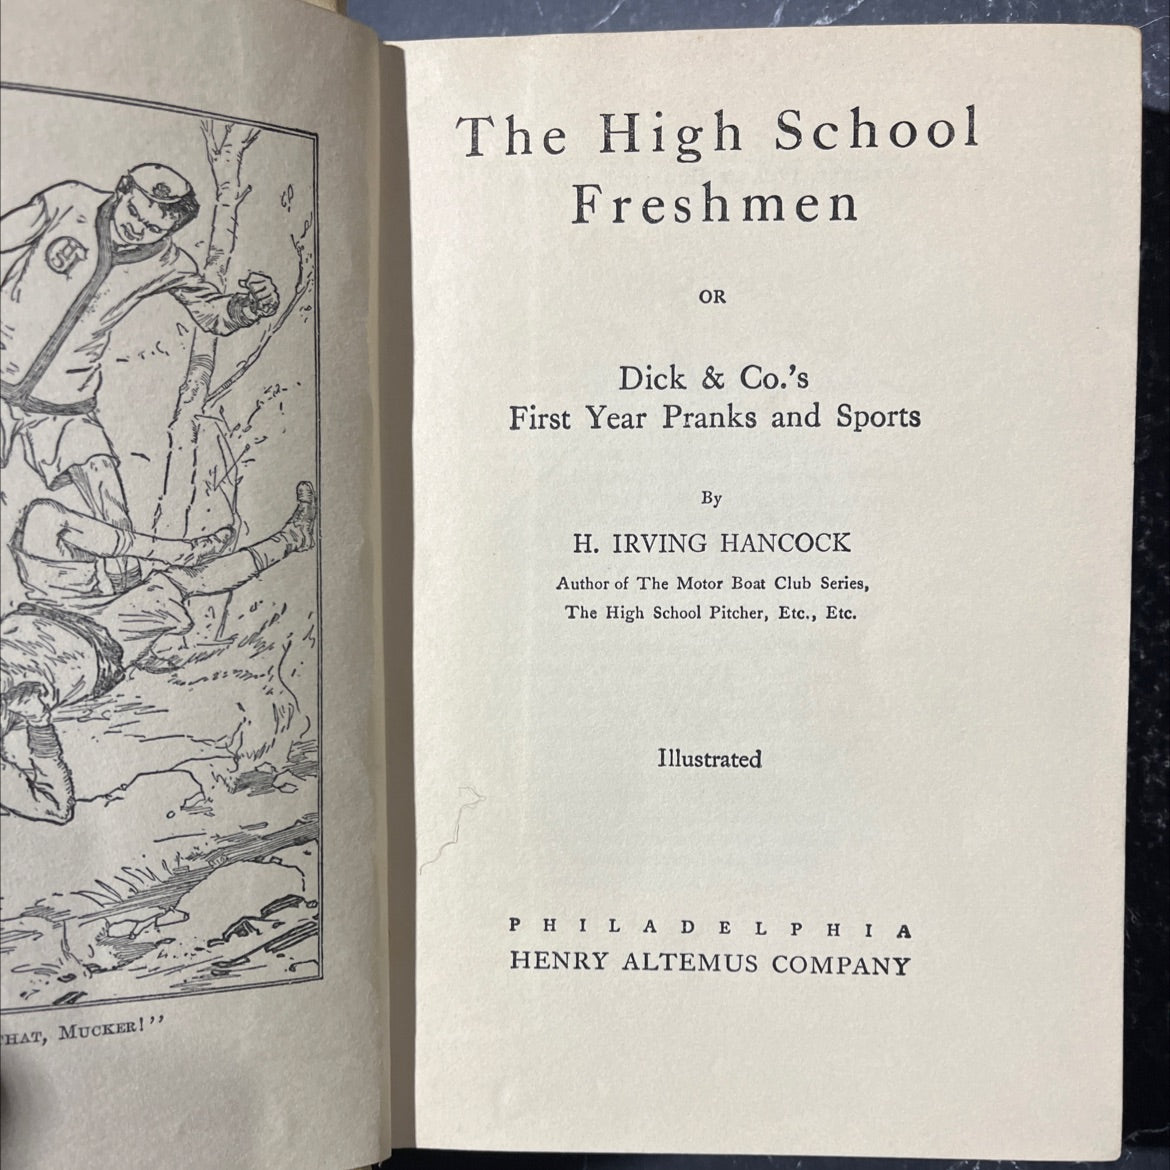 THAT, MUCKER!”
The High School
Freshmen
OR
Dick & Co.'s
First Year Pranks and Sports
By
H. IRVING HANCOCK
Author of The Motor Boat Club Series,
The High School Pitcher, Etc., Etc.
Illustrated
PHILADELPHIA
HENRY ALTEMUS COMPANY